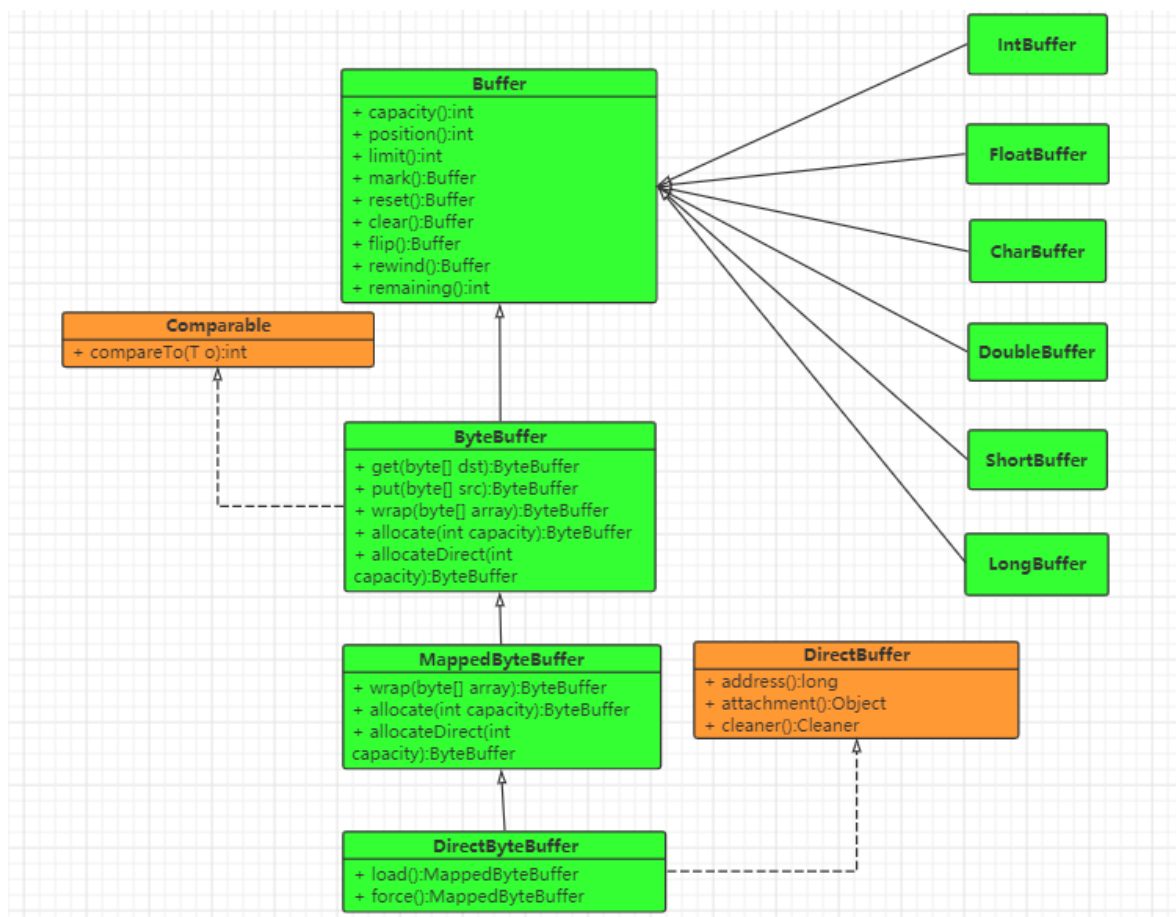 IntBuffer
Buffer
+ capacity():int
+ position():int
+ limit():int
+ mark():Buffer
+ reset():Buffer
+ clear():Buffer
+ flip():Buffer
+ rewind():Buffer
+ remaining():int
FloatBuffer
CharBuffer
DoubleBuffer
ShortBuffer
LongBuffer
Comparable
+ compareTo(T o):int
ByteBuffer
+ get(byte[] dst):ByteBuffer
+ put(byte[] src):ByteBuffer
+ wrap(byte[] array):ByteBuffer
+ allocate(int capacity):ByteBuffer
+ allocateDirect(int
capacity):ByteBuffer
MappedByteBuffer
+ wrap(byte[] array):ByteBuffer
+ allocate(int capacity):ByteBuffer
+ allocateDirect(int
capacity):ByteBuffer
DirectBuffer
+ address():long
+ attachment():Object
+ cleaner():Cleaner
DirectByteBuffer
+ load():MappedByteBuffer
+ force():MappedByteBuffer